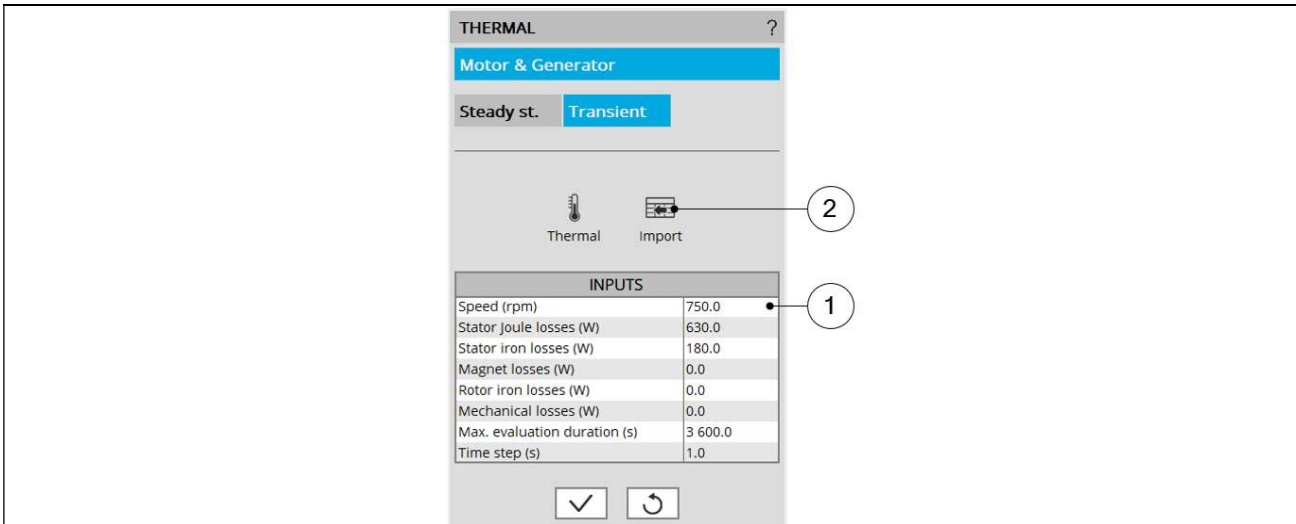 THERMAL ?
Motor & Generator
Steady st. Transient
2
Thermal Import
INPUTS
Speed (rpm) 750.0
1
Stator Joule losses (W) 630.0
Stator iron losses (W) 180.0
Magnet losses (W) 0.0
Rotor iron losses (W) 0.0
Mechanical losses (W) 0.0
Max. evaluation duration (s) 3 600.0
Time step (s) 1.0